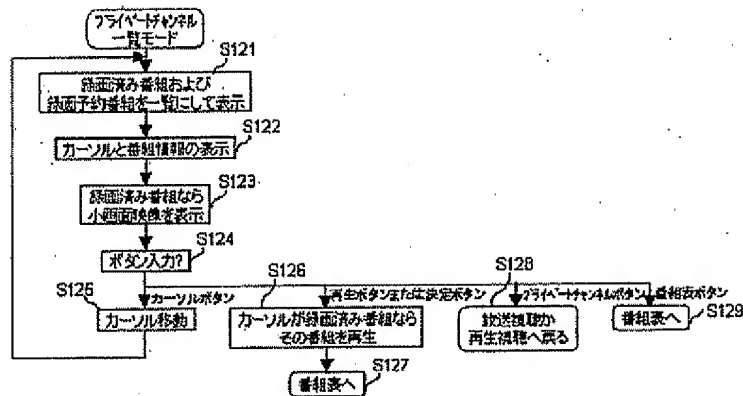 プライベートチャンネル
一覧モード
S121
録画済み番組および
録画予約番組を一覧にして表示
S122
カーソルと番組情報の表示
S123
録画済み番組なら
小画面映像を表示
S124
ボタン入力?
S125
カーソルボタン
カーソル移動
S126
再生ボタンまたは決定ボタン
カーソルが録画済み番組なら
その番組を再生
S127
番組表へ
S128
プライベートチャンネルボタン
放送視聴か
再生視聴へ戻る
番組表ボタン
番組表へ
S129